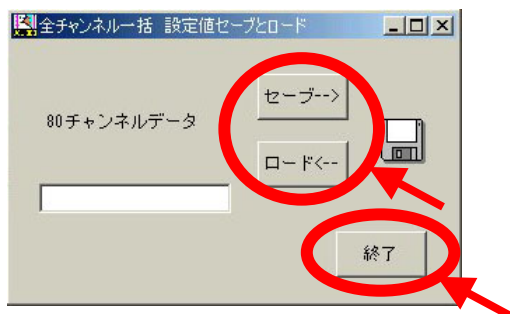 全チャンネル一括 設定値セーブとロード
セーブ-->
80チャンネルデータ
ロード<--
終了